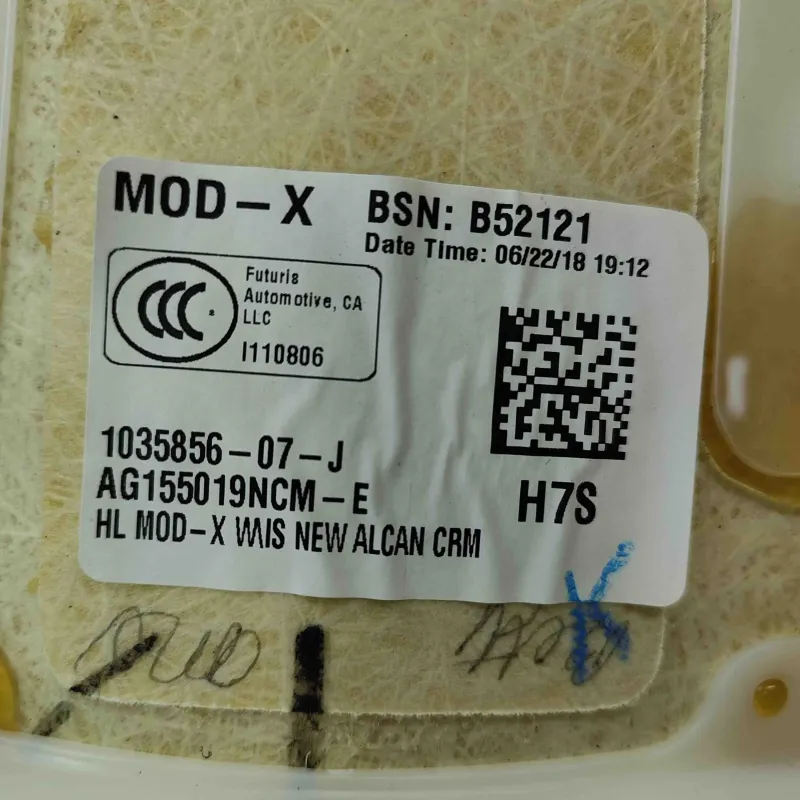 MOD-X
BSN: B52121
Date Time: 06/22/18 19:12
CCC
Futuris
Automotive, CA
LLC
I110806
1035856-07-J
AG155019NCM-E
H7S
HL MOD-X NEW ALCAN CRM